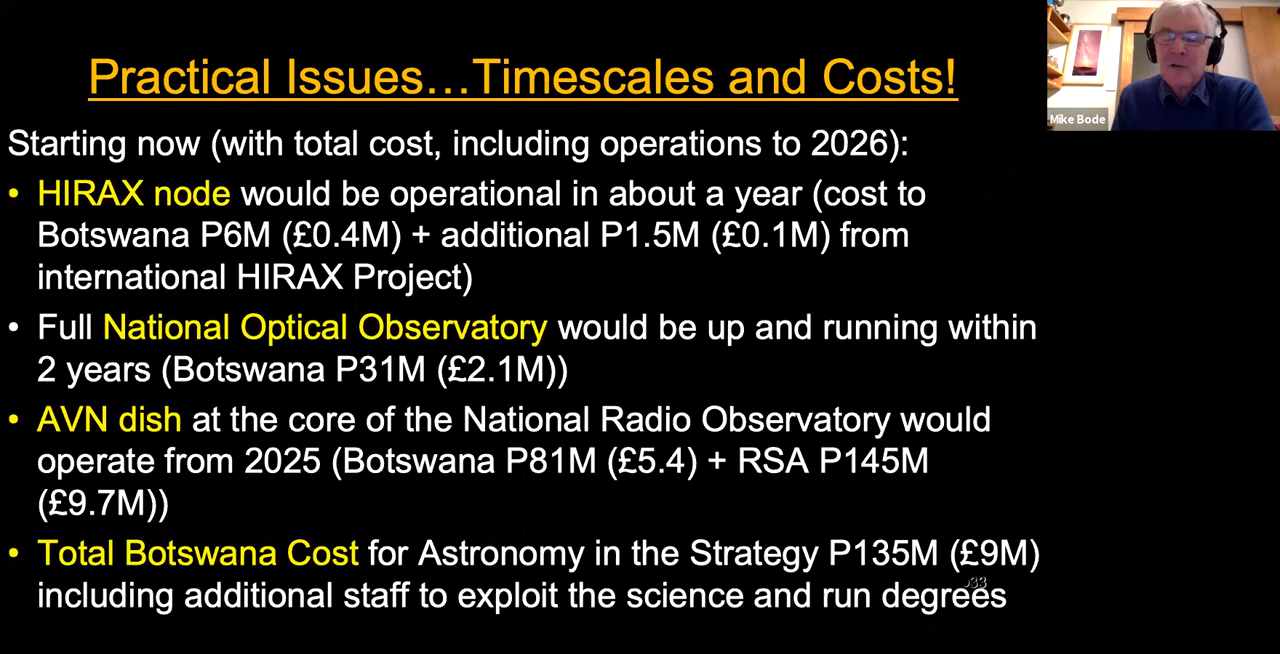 Practical Issues…Timescales and Costs!
Mike Bode
Starting now (with total cost, including operations to 2026):
• HIRAX node would be operational in about a year (cost to
Botswana P6M (£0.4M) + additional P1.5M (£0.1M) from
international HIRAX Project)
• Full National Optical Observatory would be up and running within
2 years (Botswana P31M (£2.1M))
• AVN dish at the core of the National Radio Observatory would
operate from 2025 (Botswana P81M (£5.4) + RSA P145M
(£9.7M))
• Total Botswana Cost for Astronomy in the Strategy P135M (£9M)
including additional staff to exploit the science and run degrees
33